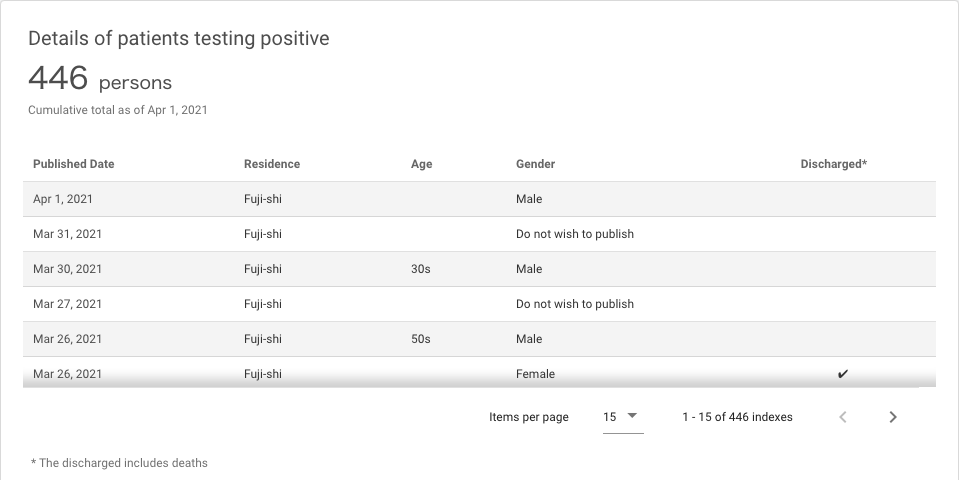 Details of patients testing positive
446 persons
Cumulative total as of Apr 1, 2021
Published Date Residence Age Gender Discharged*
Apr 1, 2021 Fuji-shi Male
Mar 31, 2021 Fuji-shi Do not wish to publish
Mar 30, 2021 Fuji-shi 30s Male
Mar 27, 2021 Fuji-shi Do not wish to publish
Mar 26, 2021 Fuji-shi 50s Male
Mar 26, 2021 Fuji-shi Female ✔
Items per page 15 1 - 15 of 446 indexes
* The discharged includes deaths